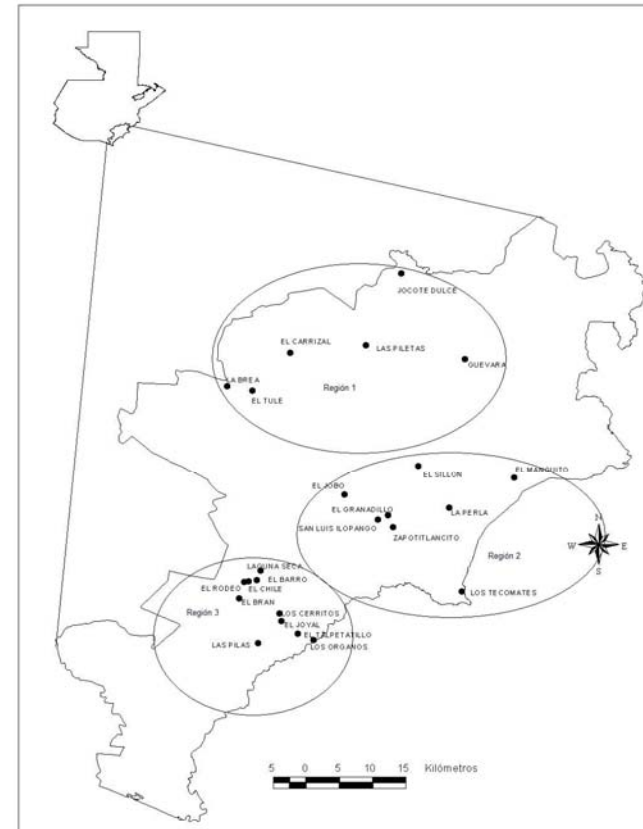 JOCOTE DULCE
EL CARRIZAL
LAS PILETAS
GUEVARA
LA BREA
Región 1
EL TULE
EL SILLON
EL MANGUITO
EL JOBO
EL GRANADILLO
LA PERLA
SAN LUIS ILOPANGO
ZAPOTITLANCITO
N
W
E
S
Región 2
LOS TECOMATES
LAGUNA SECA
EL BARRO
EL RODEO
EL CHILE
EL BRAN
Región 3
LOS CERRITOS
EL JOYAL
EL TALPETATILLO
LAS PILAS
LOS ORGANOS
5 0 5 10 15 Kilómetros